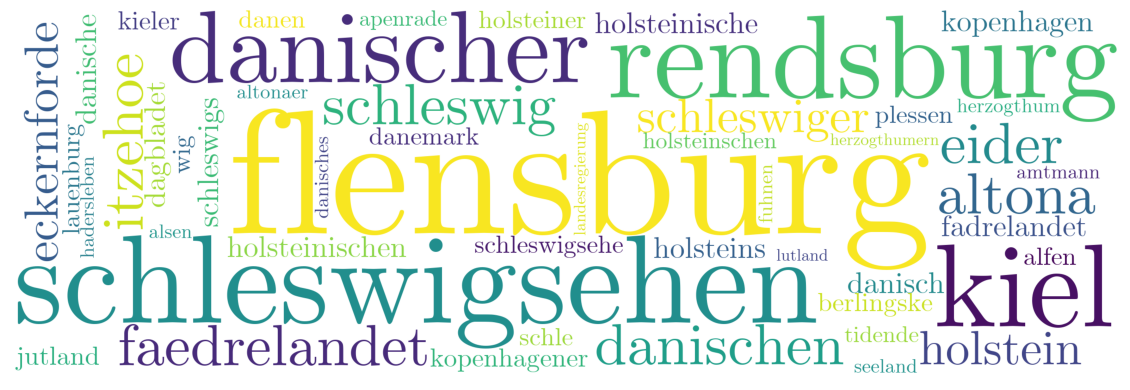 kieler
danen
apenrade
holsteiner
holsteinische
kopenhagen
danischer
rendsburg
eckernforde
danische
itzehoe
dagbladet
altonaer
schleswig
schleswiger
plessen
herzogthum
lauenburg
hadersleben
wig
schleswigs
danisches
danemark
holsteinschen
herzogthumern
eider
amtmann
flensburg
landesregierung
fuhnen
altona
fadrelandet
alsen
holsteinischen
schleswigsehe
holsteins
lutland
alfen
schleswigsehen
danisch
kiel
berlingske
tidende
jutland
faedrelandet
schle
kopenhagener
danischen
seeland
holstein